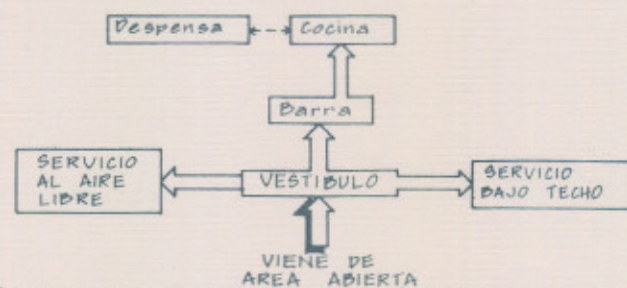 Despensa
Cocina
Barra
SERVICIO
AL AIRE
LIBRE
VESTIBULO
SERVICIO
BAJO TECHO
VIENE DE
AREA ABIERTA